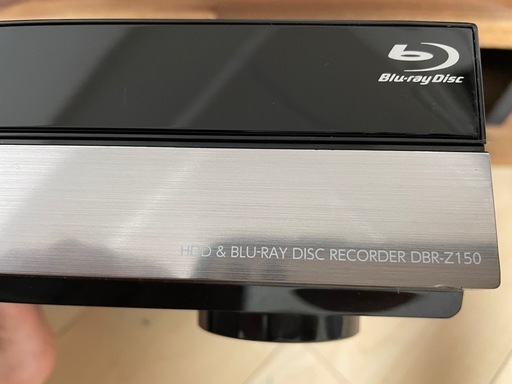 Blu-ray Disc
HDD & BLU-RAY DISC RECORDER DBR-Z150